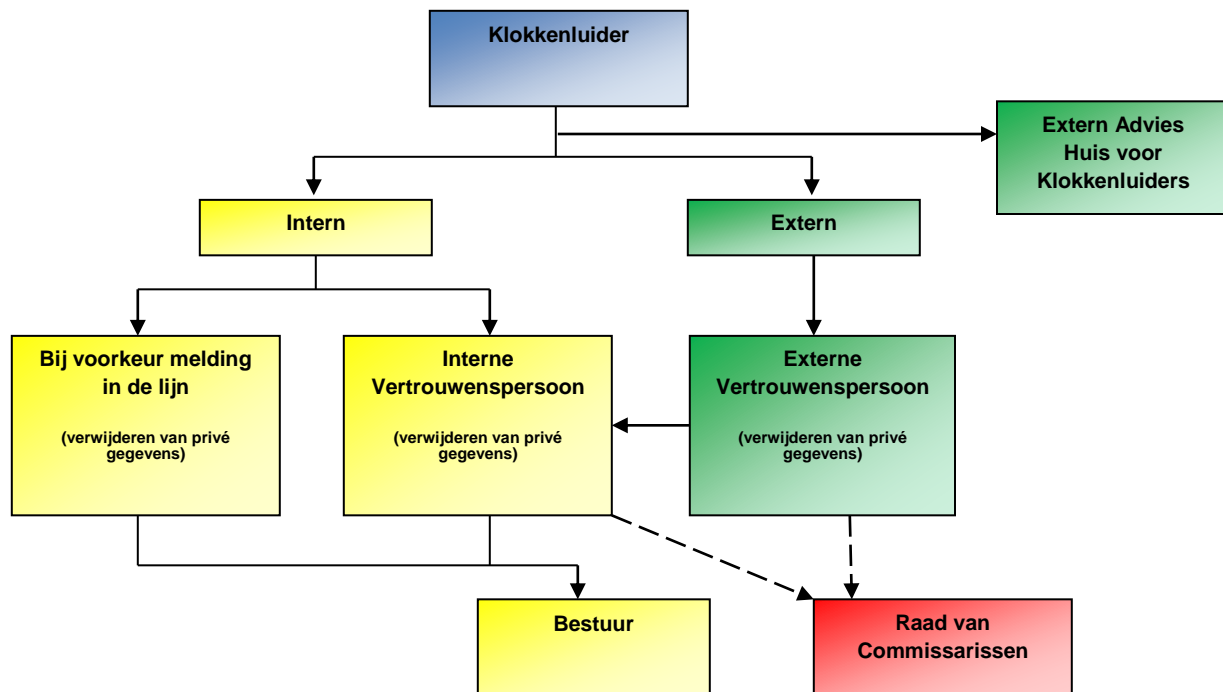 Klokkenluider
Extern Advies
Huis voor
Klokkenluiders
Intern
Extern
Bij voorkeur melding
in de lijn
(verwijderen van privé
gegevens)
Interne
Vertrouwenspersoon
(verwijderen van privé
gegevens)
Externe
Vertrouwenspersoon
(verwijderen van privé
gegevens)
Bestuur
Raad van
Commissarissen